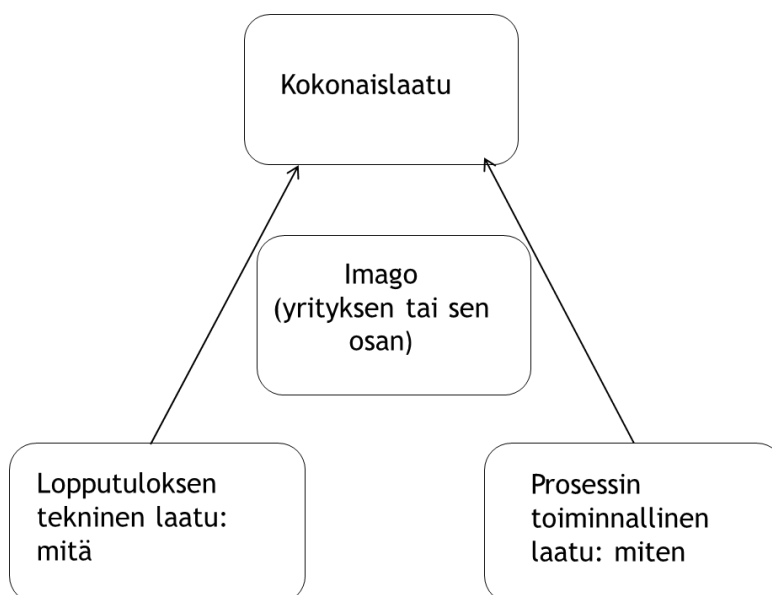 Kokonaislaatu
Imago
(yrityksen tai sen
osan)
Lopputuloksen
tekninen laatu:
mitä
Prosessin
toiminnallinen
laatu: miten